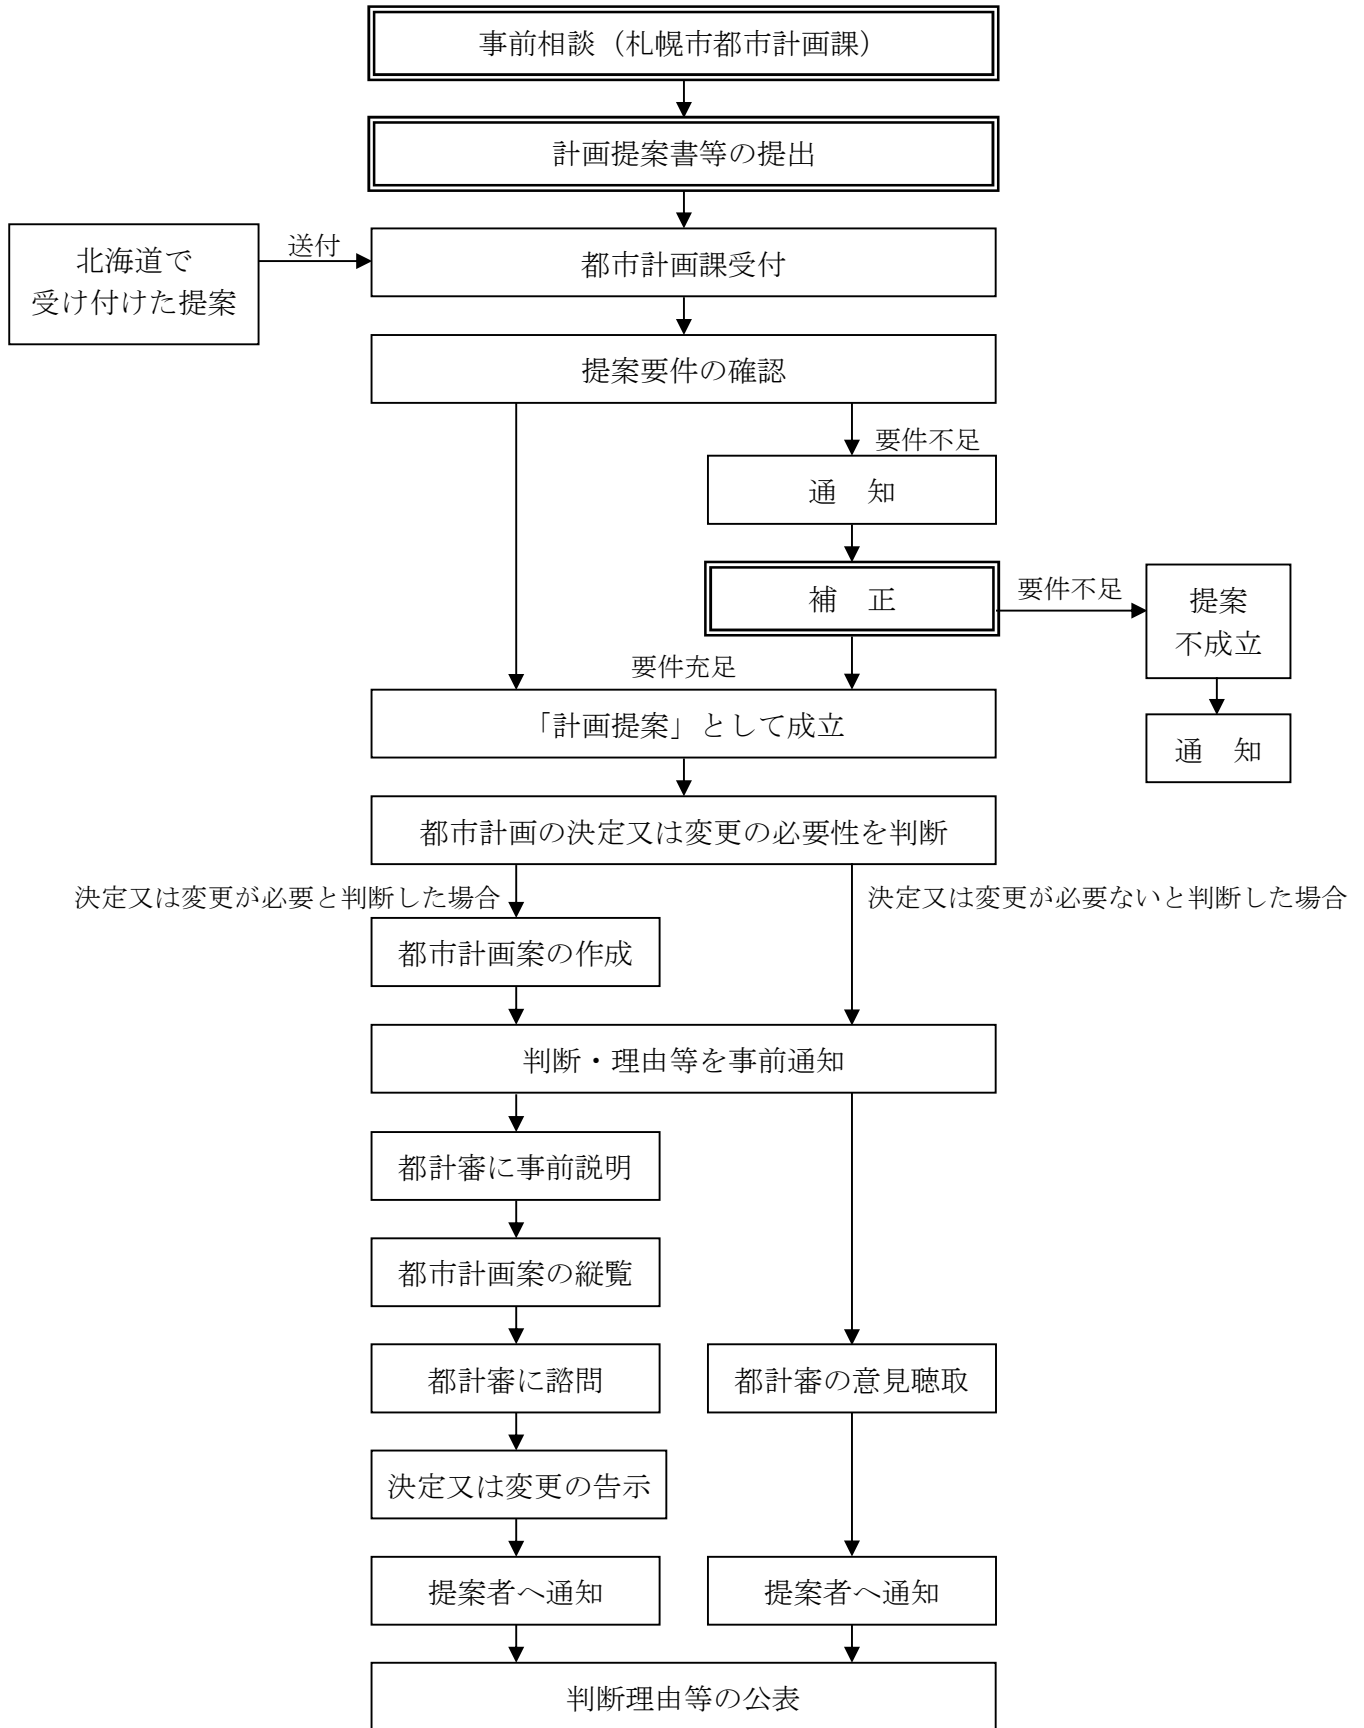 事前相談（札幌市都市計画課）
計画提案書等の提出
北海道で
受け付けた提案
送付
都市計画課受付
提案要件の確認
要件不足
通　知
補　正
要件不足
提案
不成立
要件充足
「計画提案」として成立
通　知
都市計画の決定又は変更の必要性を判断
決定又は変更が必要と判断した場合
決定又は変更が必要ないと判断した場合
都市計画案の作成
判断・理由等を事前通知
都計審に事前説明
都市計画案の縦覧
都計審に諮問
都計審の意見聴取
決定又は変更の告示
提案者へ通知
提案者へ通知
判断理由等の公表